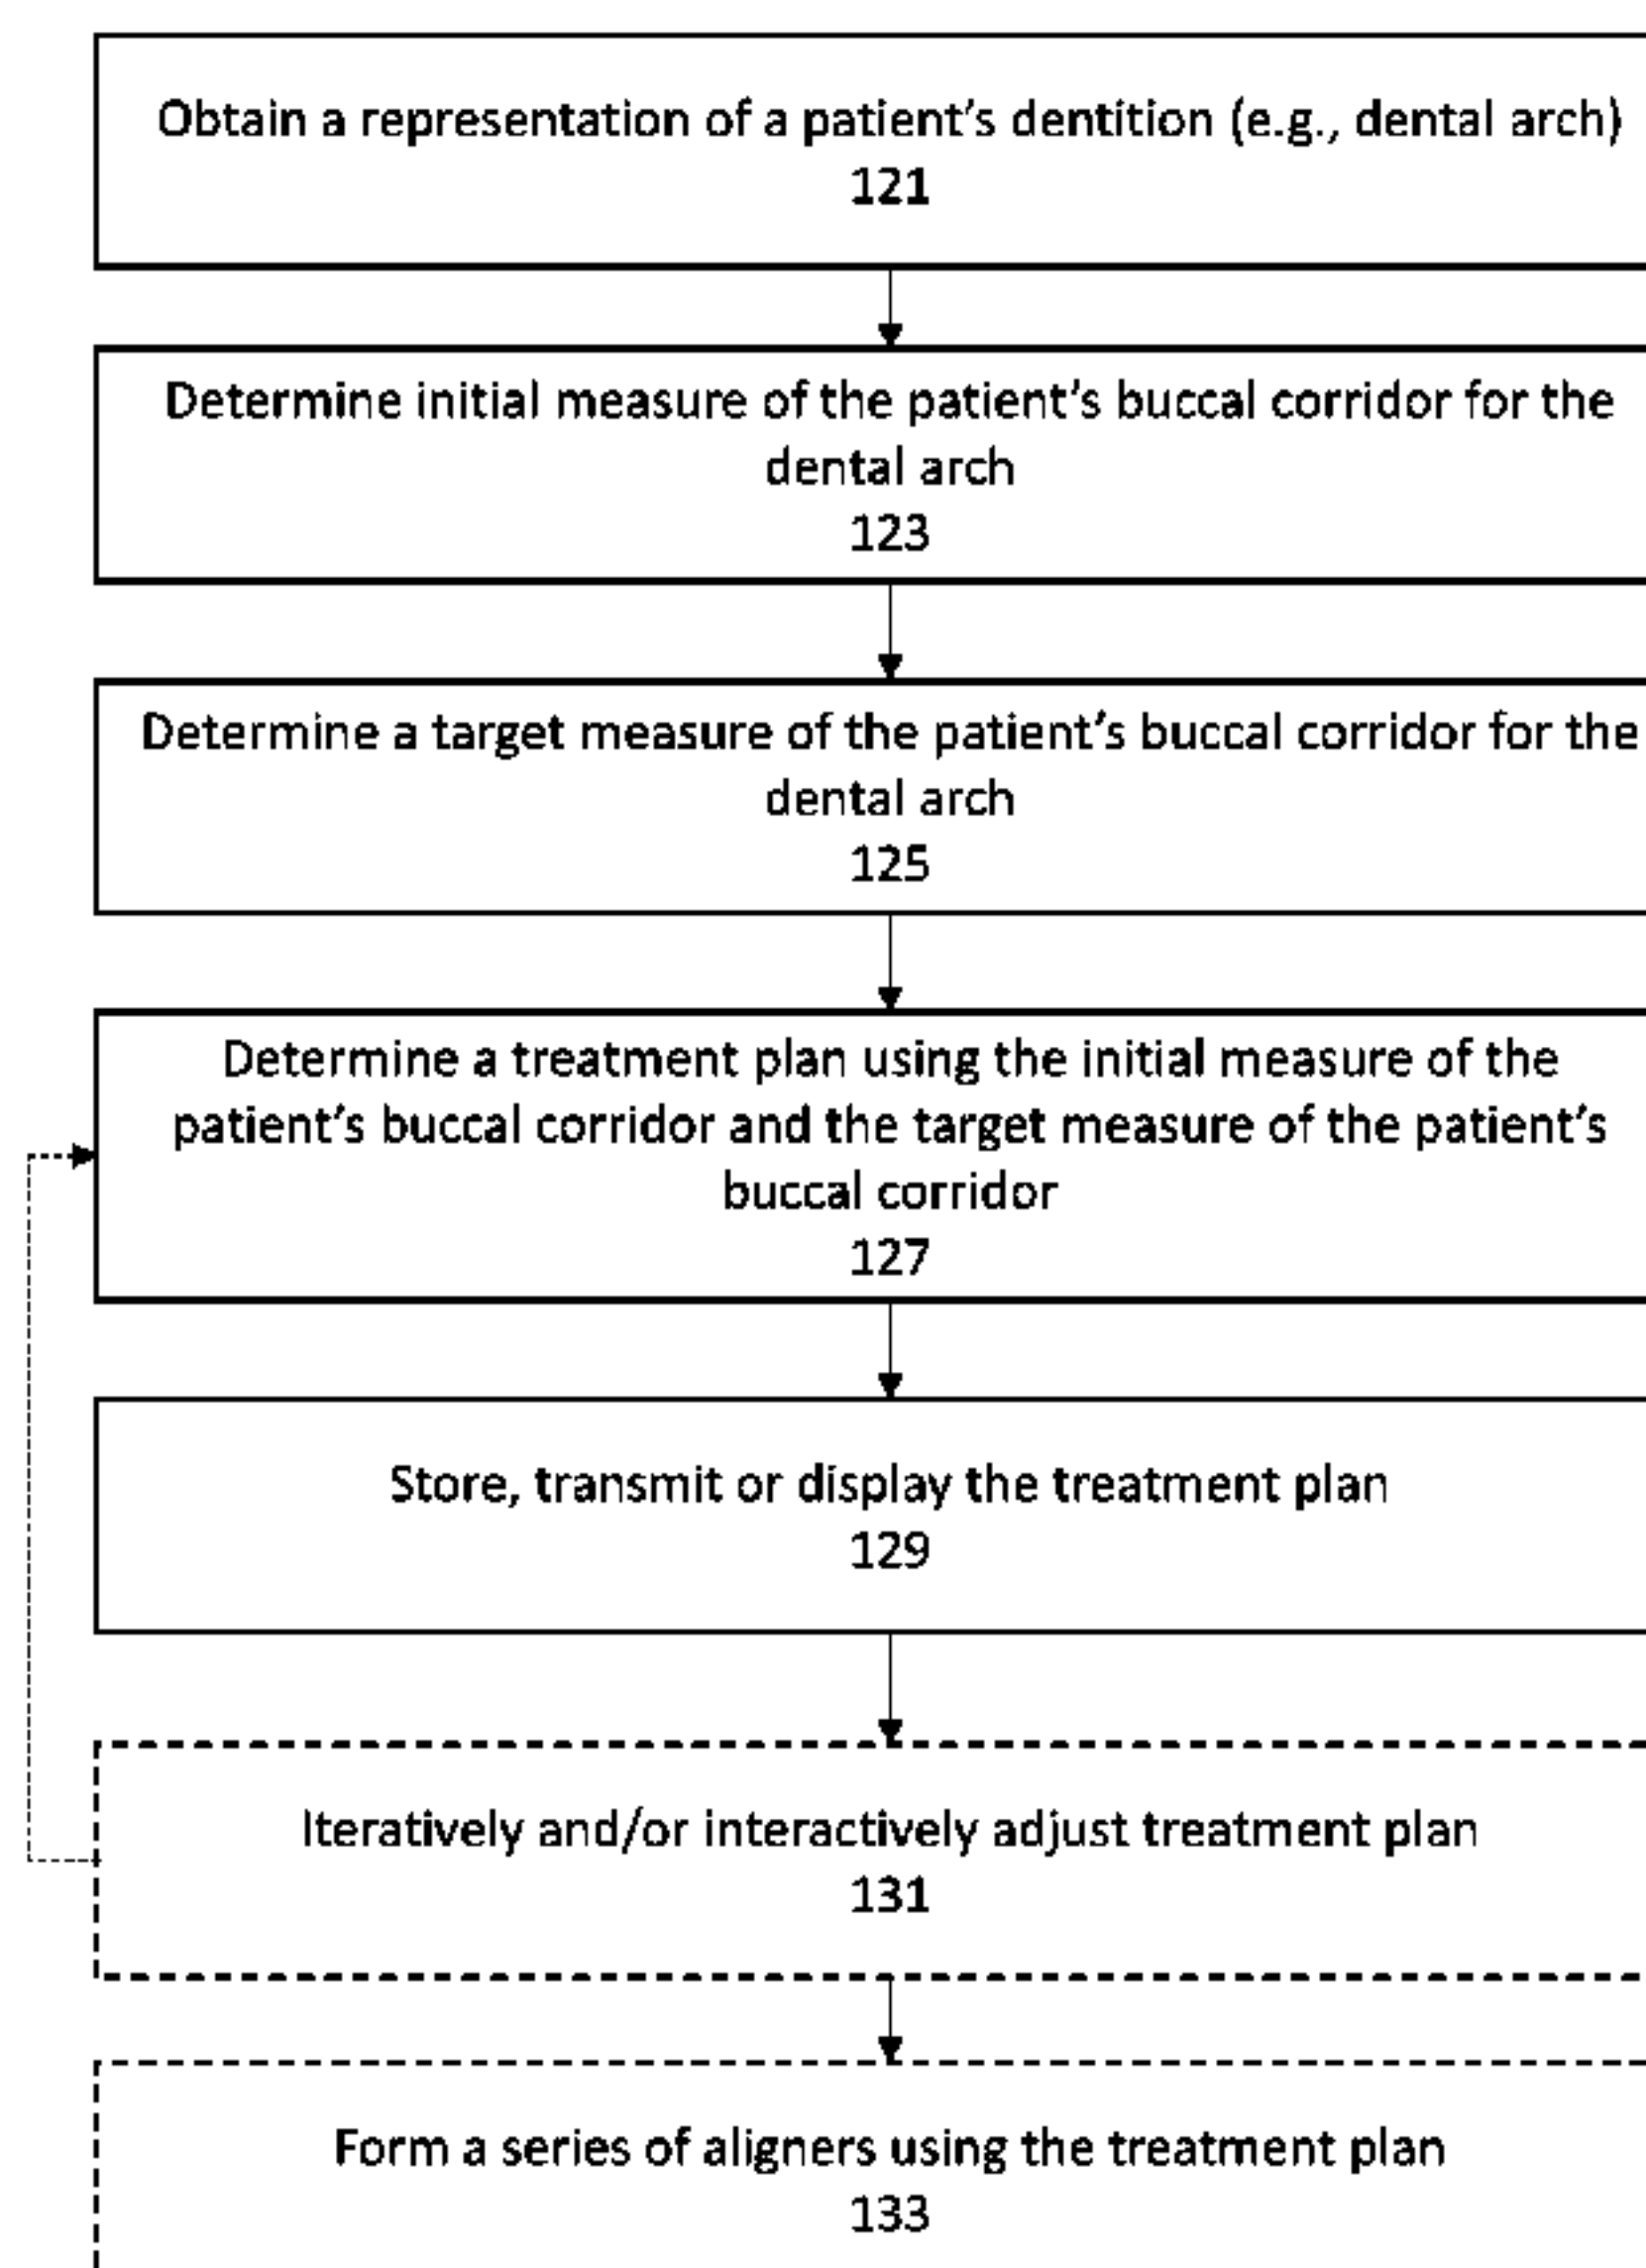 Obtain a representation of a patient's dentition (e.g., dental arch)
121
Determine initial measure of the patient's buccal corridor for the
dental arch
123
Determine a target measure of the patient's buccal corridor for the
dental arch
125
Determine a treatment plan using the initial measure of the
patient's buccal corridor and the target measure of the patient's
buccal corridor
127
Store, transmit or display the treatment plan
129
Iteratively and/or interactively adjust treatment plan
131
Form a series of aligners using the treatment plan
133